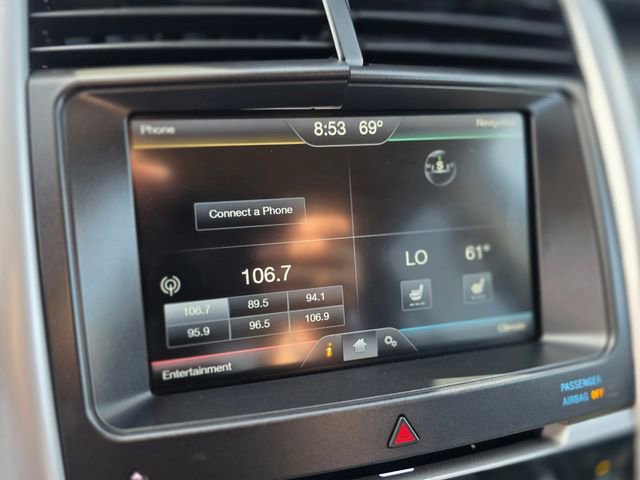 Phone 8:53 69° Navigation
S
Connect a Phone
LO 61°
106.7
106.7 89.5 94.1
95.9 96.5 106.9
i
Entertainment Climate
PASSENGER
AIRBAG OFF